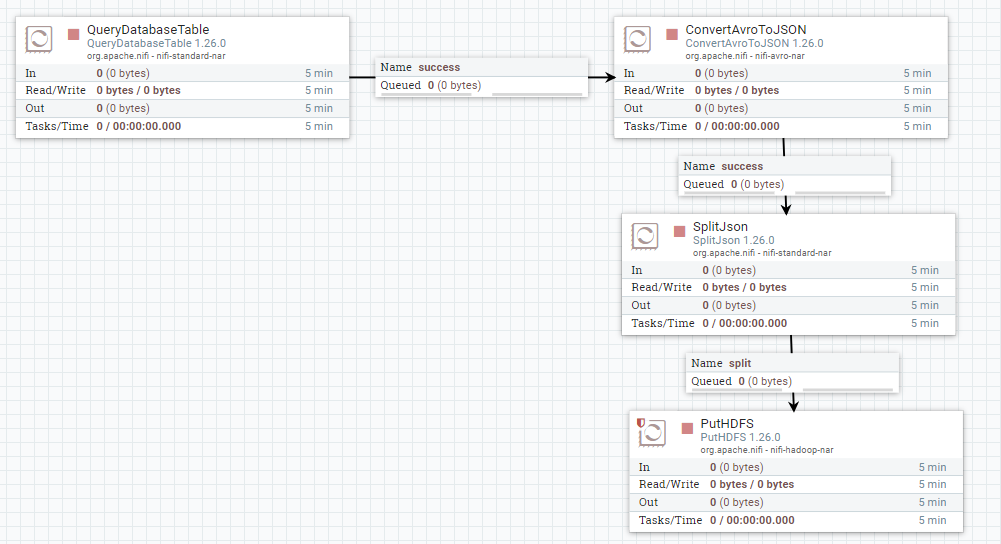 QueryDatabaseTable
QueryDatabaseTable 1.26.0
org.apache.nifi - nifi-standard-nar
In 0 (0 bytes) 5 min
Read/Write 0 bytes / 0 bytes 5 min
Out 0 (0 bytes) 5 min
Tasks/Time 0 / 00:00:00.000 5 min
Name success
Queued 0 (0 bytes)
ConvertAvroToJSON
ConvertAvroToJSON 1.26.0
org.apache.nifi - nifi-avro-nar
In 0 (0 bytes) 5 min
Read/Write 0 bytes / 0 bytes 5 min
Out 0 (0 bytes) 5 min
Tasks/Time 0 / 00:00:00.000 5 min
Name success
Queued 0 (0 bytes)
SplitJson
SplitJson 1.26.0
org.apache.nifi - nifi-standard-nar
In 0 (0 bytes) 5 min
Read/Write 0 bytes / 0 bytes 5 min
Out 0 (0 bytes) 5 min
Tasks/Time 0 / 00:00:00.000 5 min
Name split
Queued 0 (0 bytes)
PutHDFS
PutHDFS 1.26.0
org.apache.nifi - nifi-hadoop-nar
In 0 (0 bytes) 5 min
Read/Write 0 bytes / 0 bytes 5 min
Out 0 (0 bytes) 5 min
Tasks/Time 0 / 00:00:00.000 5 min